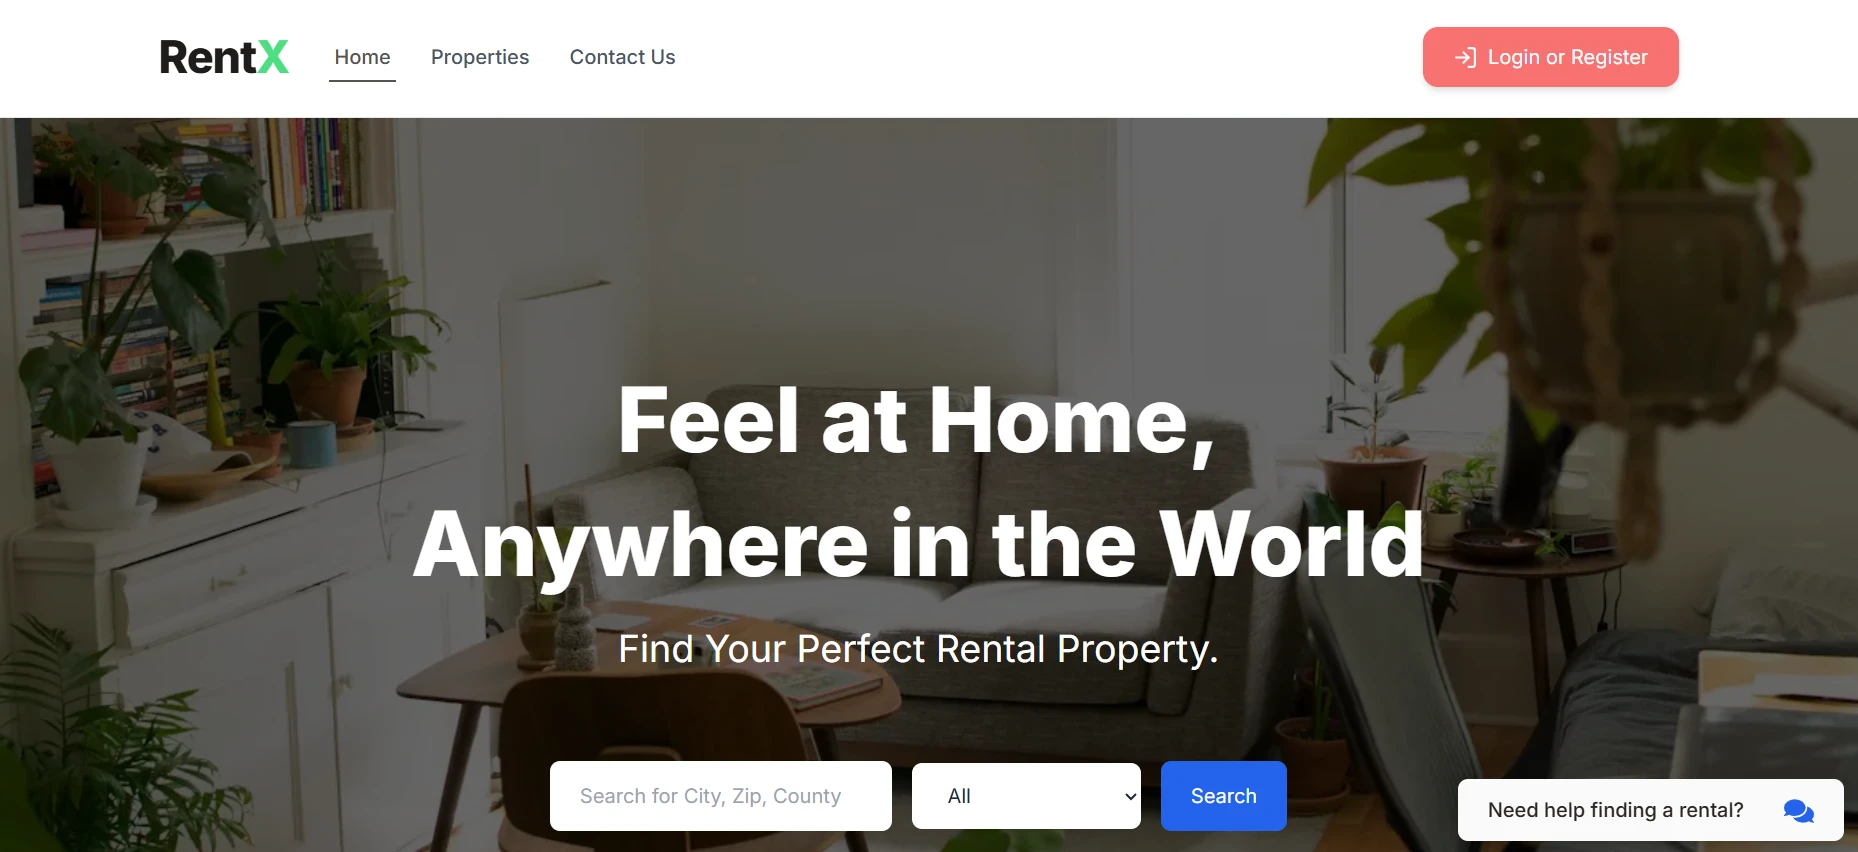 RentX
Home
Properties
Contact Us
Login or Register
Feel at Home,
Anywhere in the World
Find Your Perfect Rental Property.
Search for City, Zip, County
All
Search
Need help finding a rental?